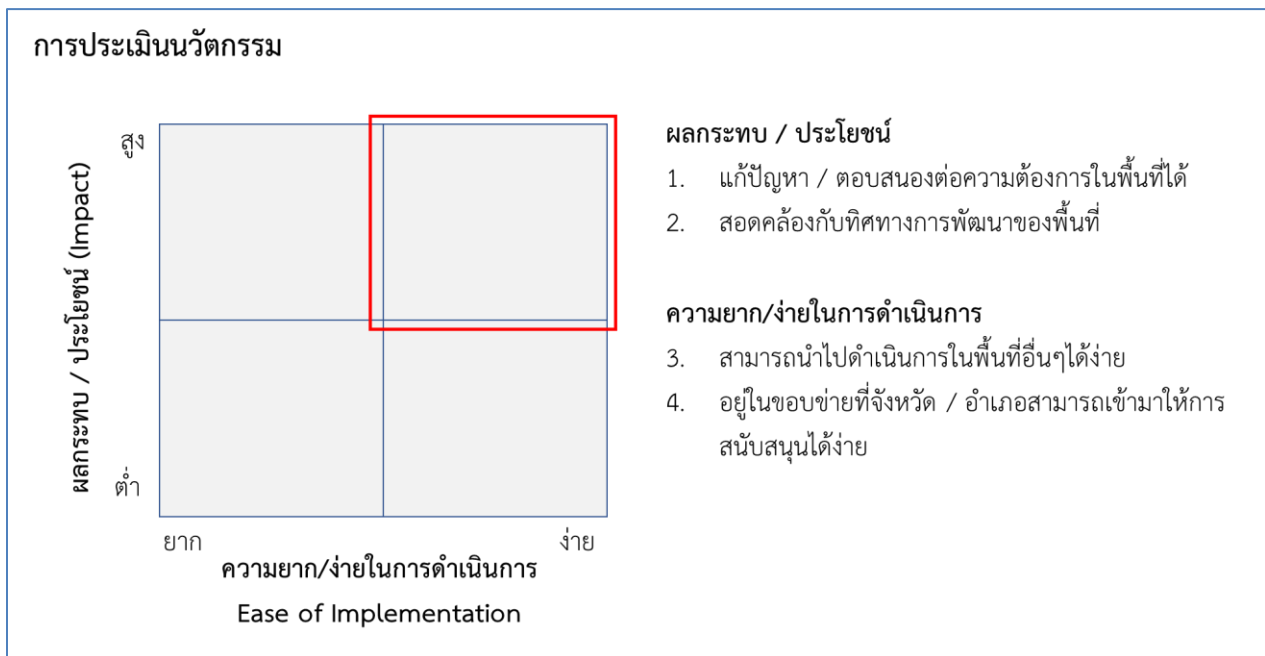 การประเมินนวัตกรรม
สูง
ผลกระทบ / ประโยชน์ (Impact)
ต่ำ
ยาก
ง่าย
ความยาก/ง่ายในการดำเนินการ
Ease of Implementation
ผลกระทบ / ประโยชน์
1. แก้ปัญหา / ตอบสนองต่อความต้องการในพื้นที่ได้
2. สอดคล้องกับทิศทางการพัฒนาของพื้นที่
ความยาก/ง่ายในการดำเนินการ
3. สามารถนำไปดำเนินการในพื้นที่อื่นๆได้ง่าย
4. อยู่ในขอบข่ายที่จังหวัด / อำเภอสามารถเข้ามาให้การ
สนับสนุนได้ง่าย